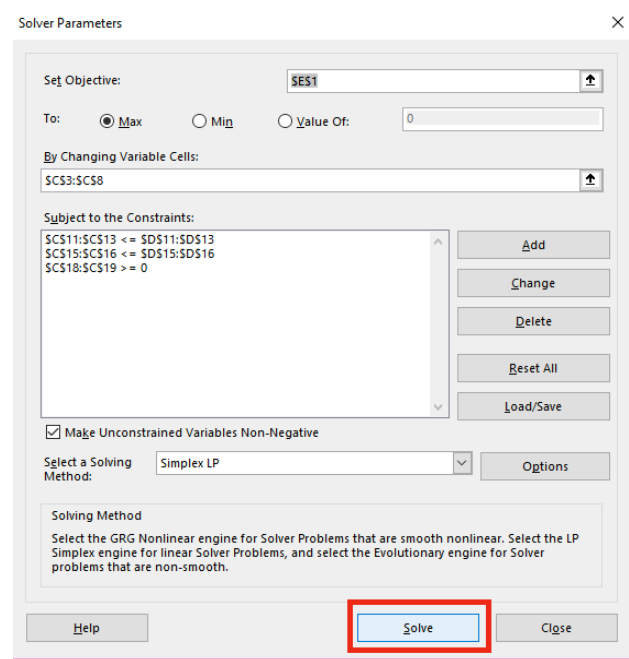 Solver Parameters
Set Objective:
$E$1
To:
Max
Min
Value Of:
0
By Changing Variable Cells:
$C$3:$C$8
Subject to the Constraints:
$C$11:$C$13 <= $D$11:$D$13
$C$15:$C$16 <= $D$15:$D$16
$C$18:$C$19 >= 0
Add
Change
Delete
Reset All
Load/Save
Make Unconstrained Variables Non-Negative
Select a Solving
Method:
Simplex LP
Options
Solving Method
Select the GRG Nonlinear engine for Solver Problems that are smooth nonlinear. Select the LP
Simplex engine for linear Solver Problems, and select the Evolutionary engine for Solver
problems that are non-smooth.
Help
Solve
Close